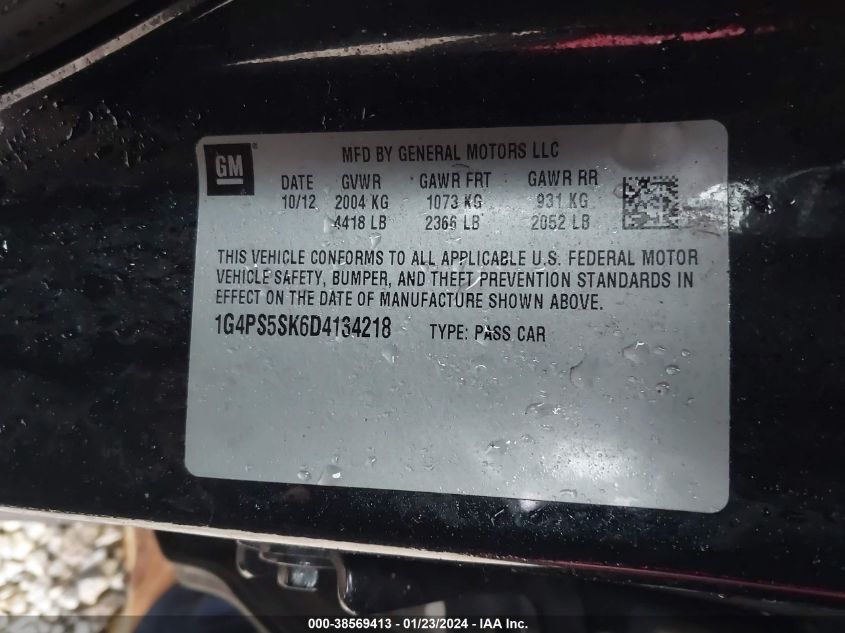 GM
MFD BY GENERAL MOTORS LLC
DATE GVWR GAWR FRT GAWR RR
10/12 2004 KG 1073 KG 931 KG
4418 LB 2366 LB 2052 LB
THIS VEHICLE CONFORMS TO ALL APPLICABLE U.S. FEDERAL MOTOR
VEHICLE SAFETY, BUMPER, AND THEFT PREVENTION STANDARDS IN
EFFECT ON THE DATE OF MANUFACTURE SHOWN ABOVE.
1G4PS5SK6D4134218 TYPE: PASS CAR
000-38569413 - 01/23/2024 - IAA Inc.